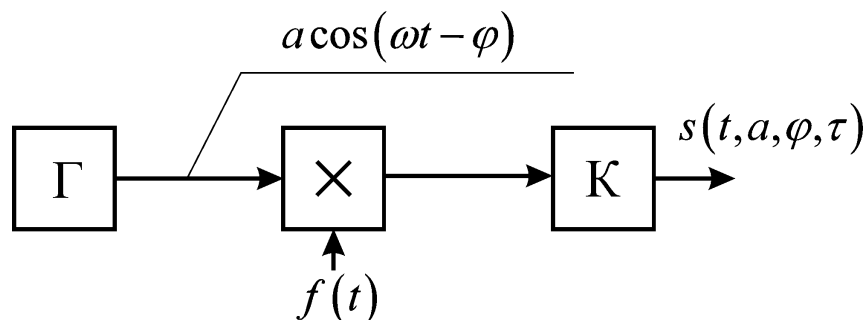 a cos(ωt − φ)
Γ
×
К
s(t, a, φ, τ)
f(t)